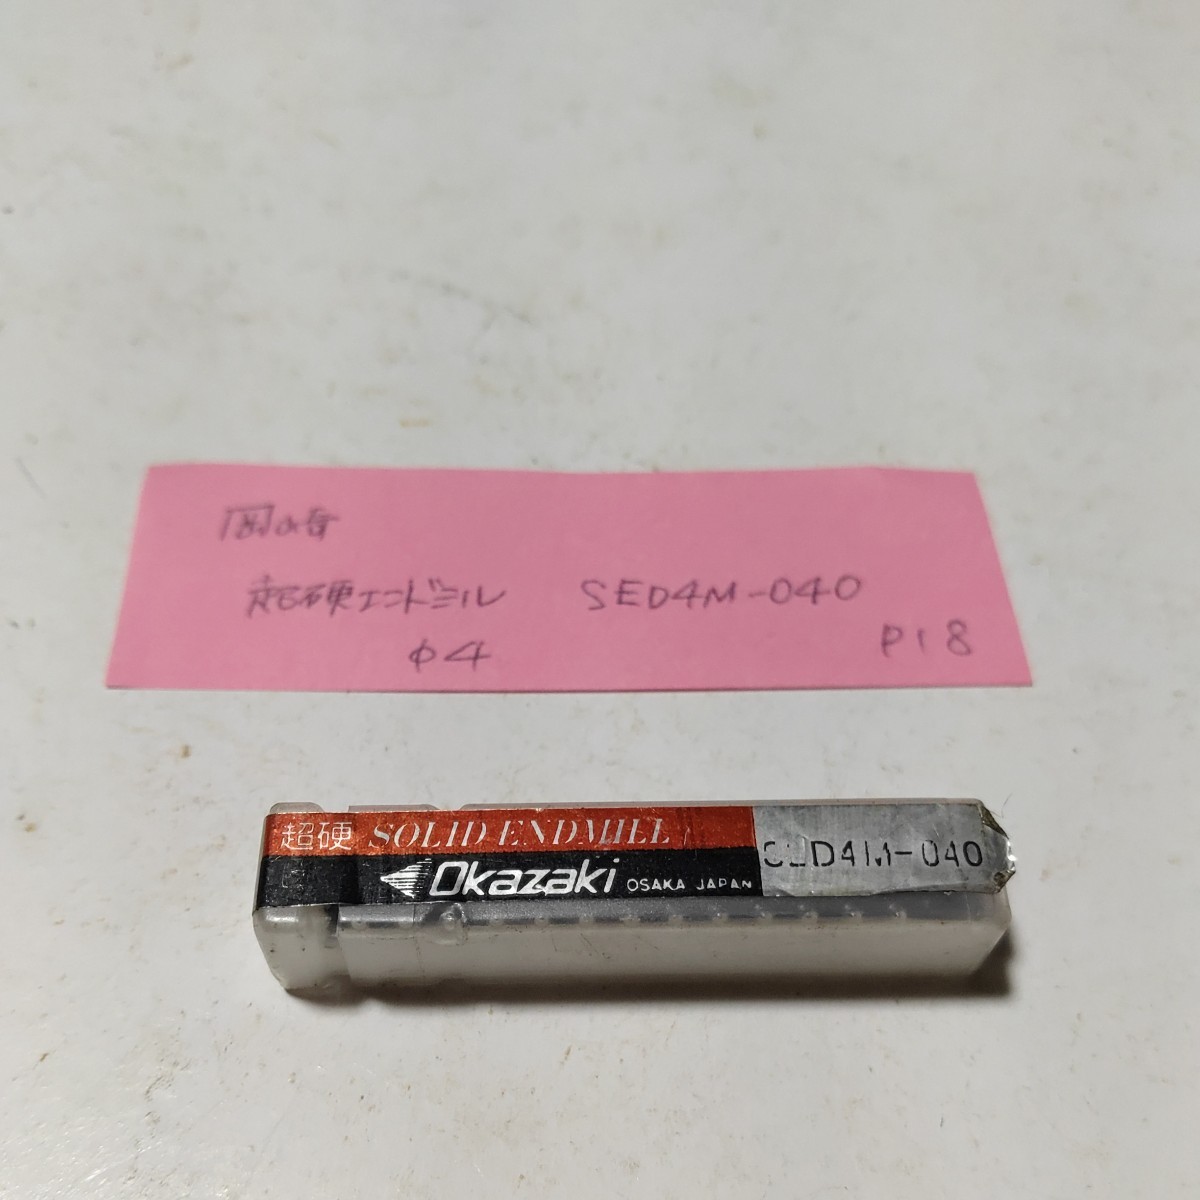 岡崎
超硬エンドミル SED4M-040
φ4
P18
超硬 SOLID ENDMILL
Okazaki OSAKA JAPAN
SED4M-040